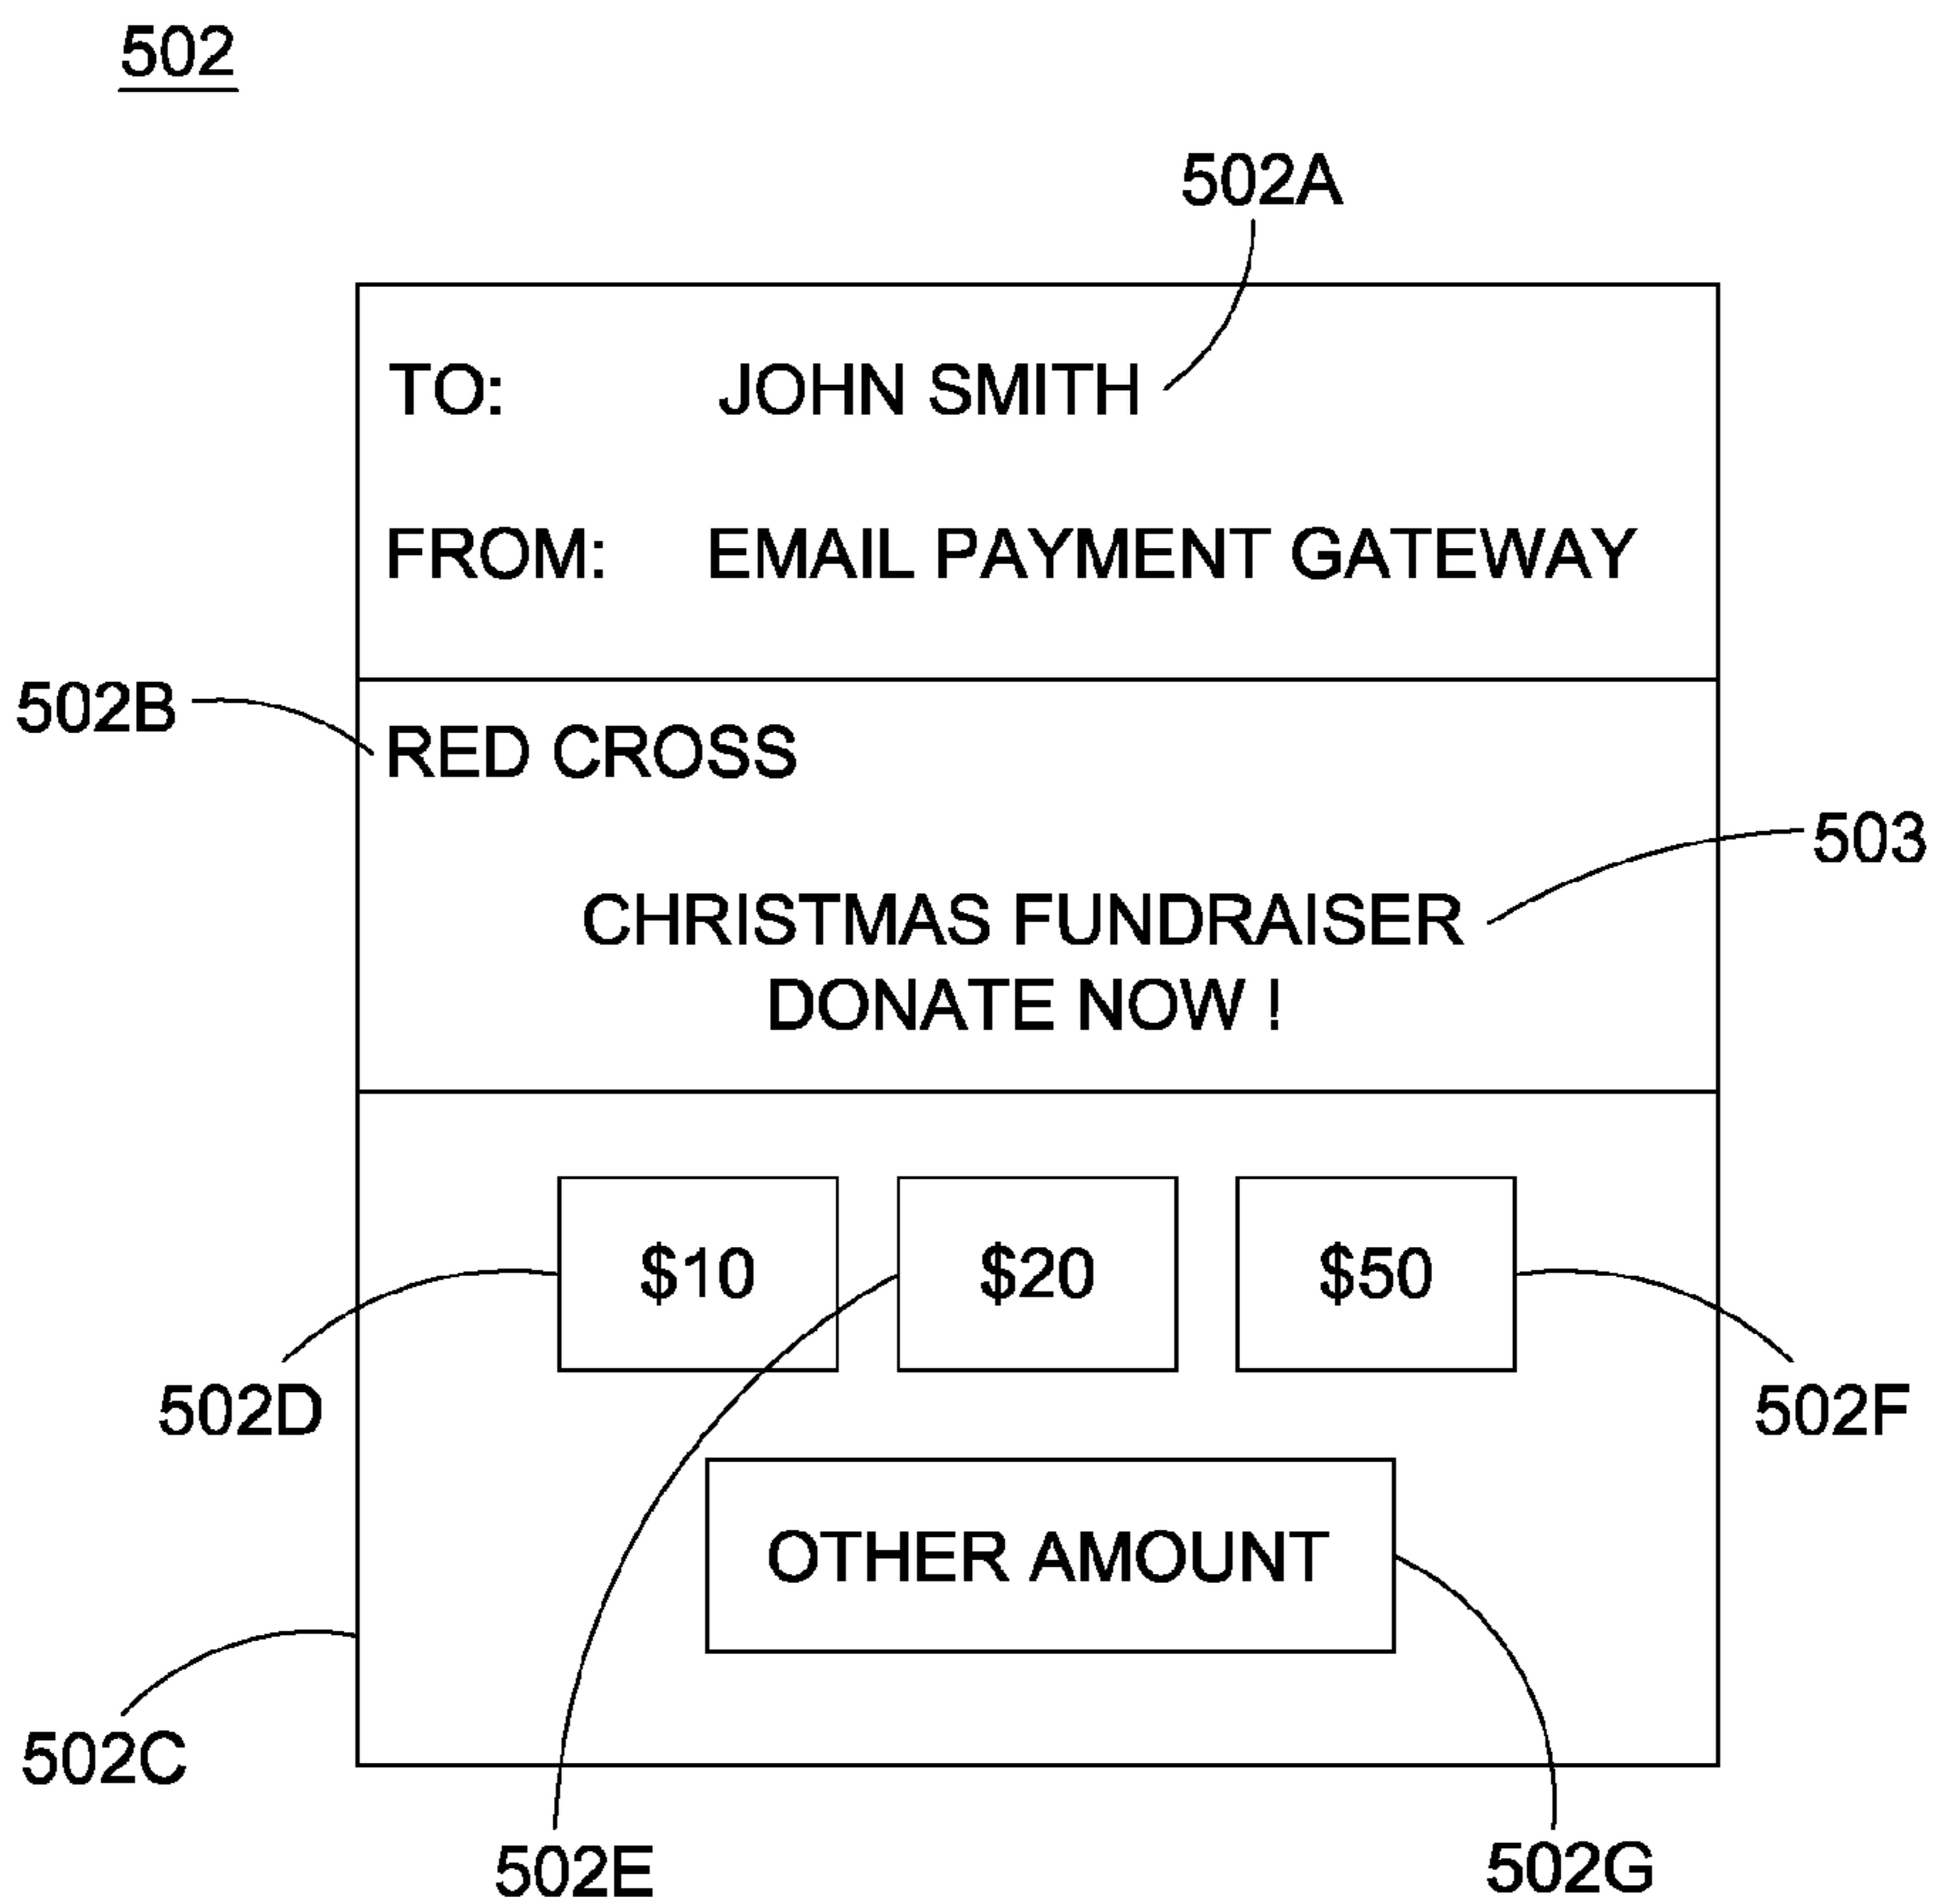 502
502A
TO: JOHN SMITH
FROM: EMAIL PAYMENT GATEWAY
502B
RED CROSS
503
CHRISTMAS FUNDRAISER
DONATE NOW !
$10 $20 $50
502D
502F
OTHER AMOUNT
502C
502E
502G